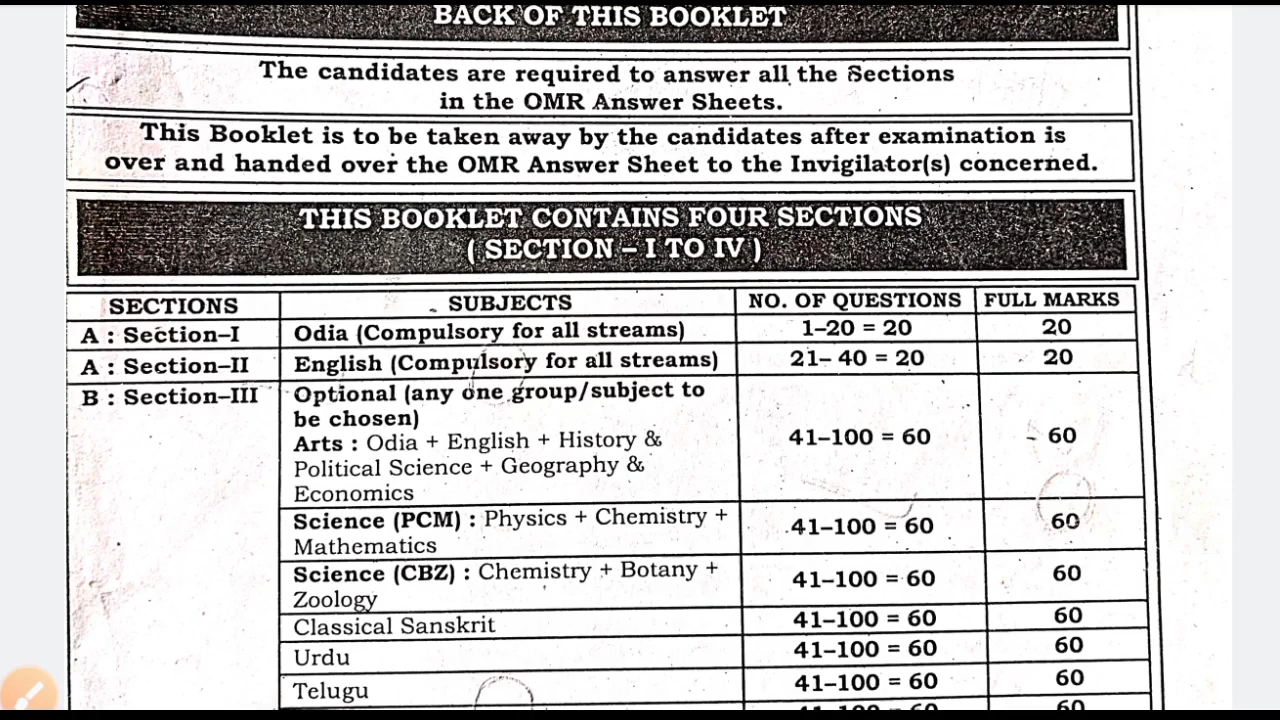 BACK OF THIS BOOKLET
The candidates are required to answer all the Sections
in the OMR Answer Sheets.
This Booklet is to be taken away by the candidates after examination is
over and handed over the OMR Answer Sheet to the Invigilator(s) concerned.
THIS BOOKLET CONTAINS FOUR SECTIONS
( SECTION – I TO IV )
SECTIONS SUBJECTS NO. OF QUESTIONS FULL MARKS
A : Section–I Odia (Compulsory for all streams) 1–20 = 20 20
A : Section–II English (Compulsory for all streams) 21– 40 = 20 20
B : Section–III Optional (any one group/subject to
be chosen)
Arts : Odia + English + History & 41–100 = 60 60
Political Science + Geography &
Economics
Science (PCM) : Physics + Chemistry + 41–100 = 60 60
Mathematics
Science (CBZ) : Chemistry + Botany + 41–100 = 60 60
Zoology
Classical Sanskrit 41–100 = 60 60
Urdu 41–100 = 60 60
Telugu 41–100 = 60 60
41–100 = 60 60